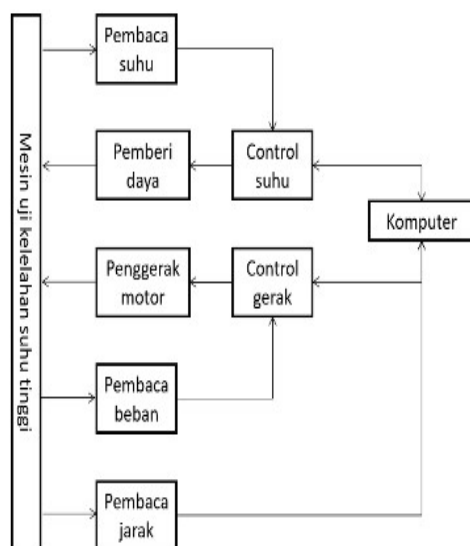 Mesin uji kelelahan suhu tinggi
Pembaca
suhu
Pemberi
daya
Control
suhu
Komputer
Penggerak
motor
Control
gerak
Pembaca
beban
Pembaca
jarak